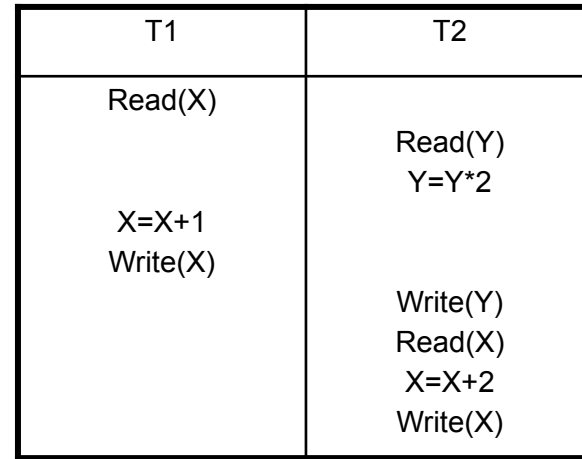 T1 T2
Read(X)
Read(Y)
Y=Y*2
X=X+1
Write(X)
Write(Y)
Read(X)
X=X+2
Write(X)